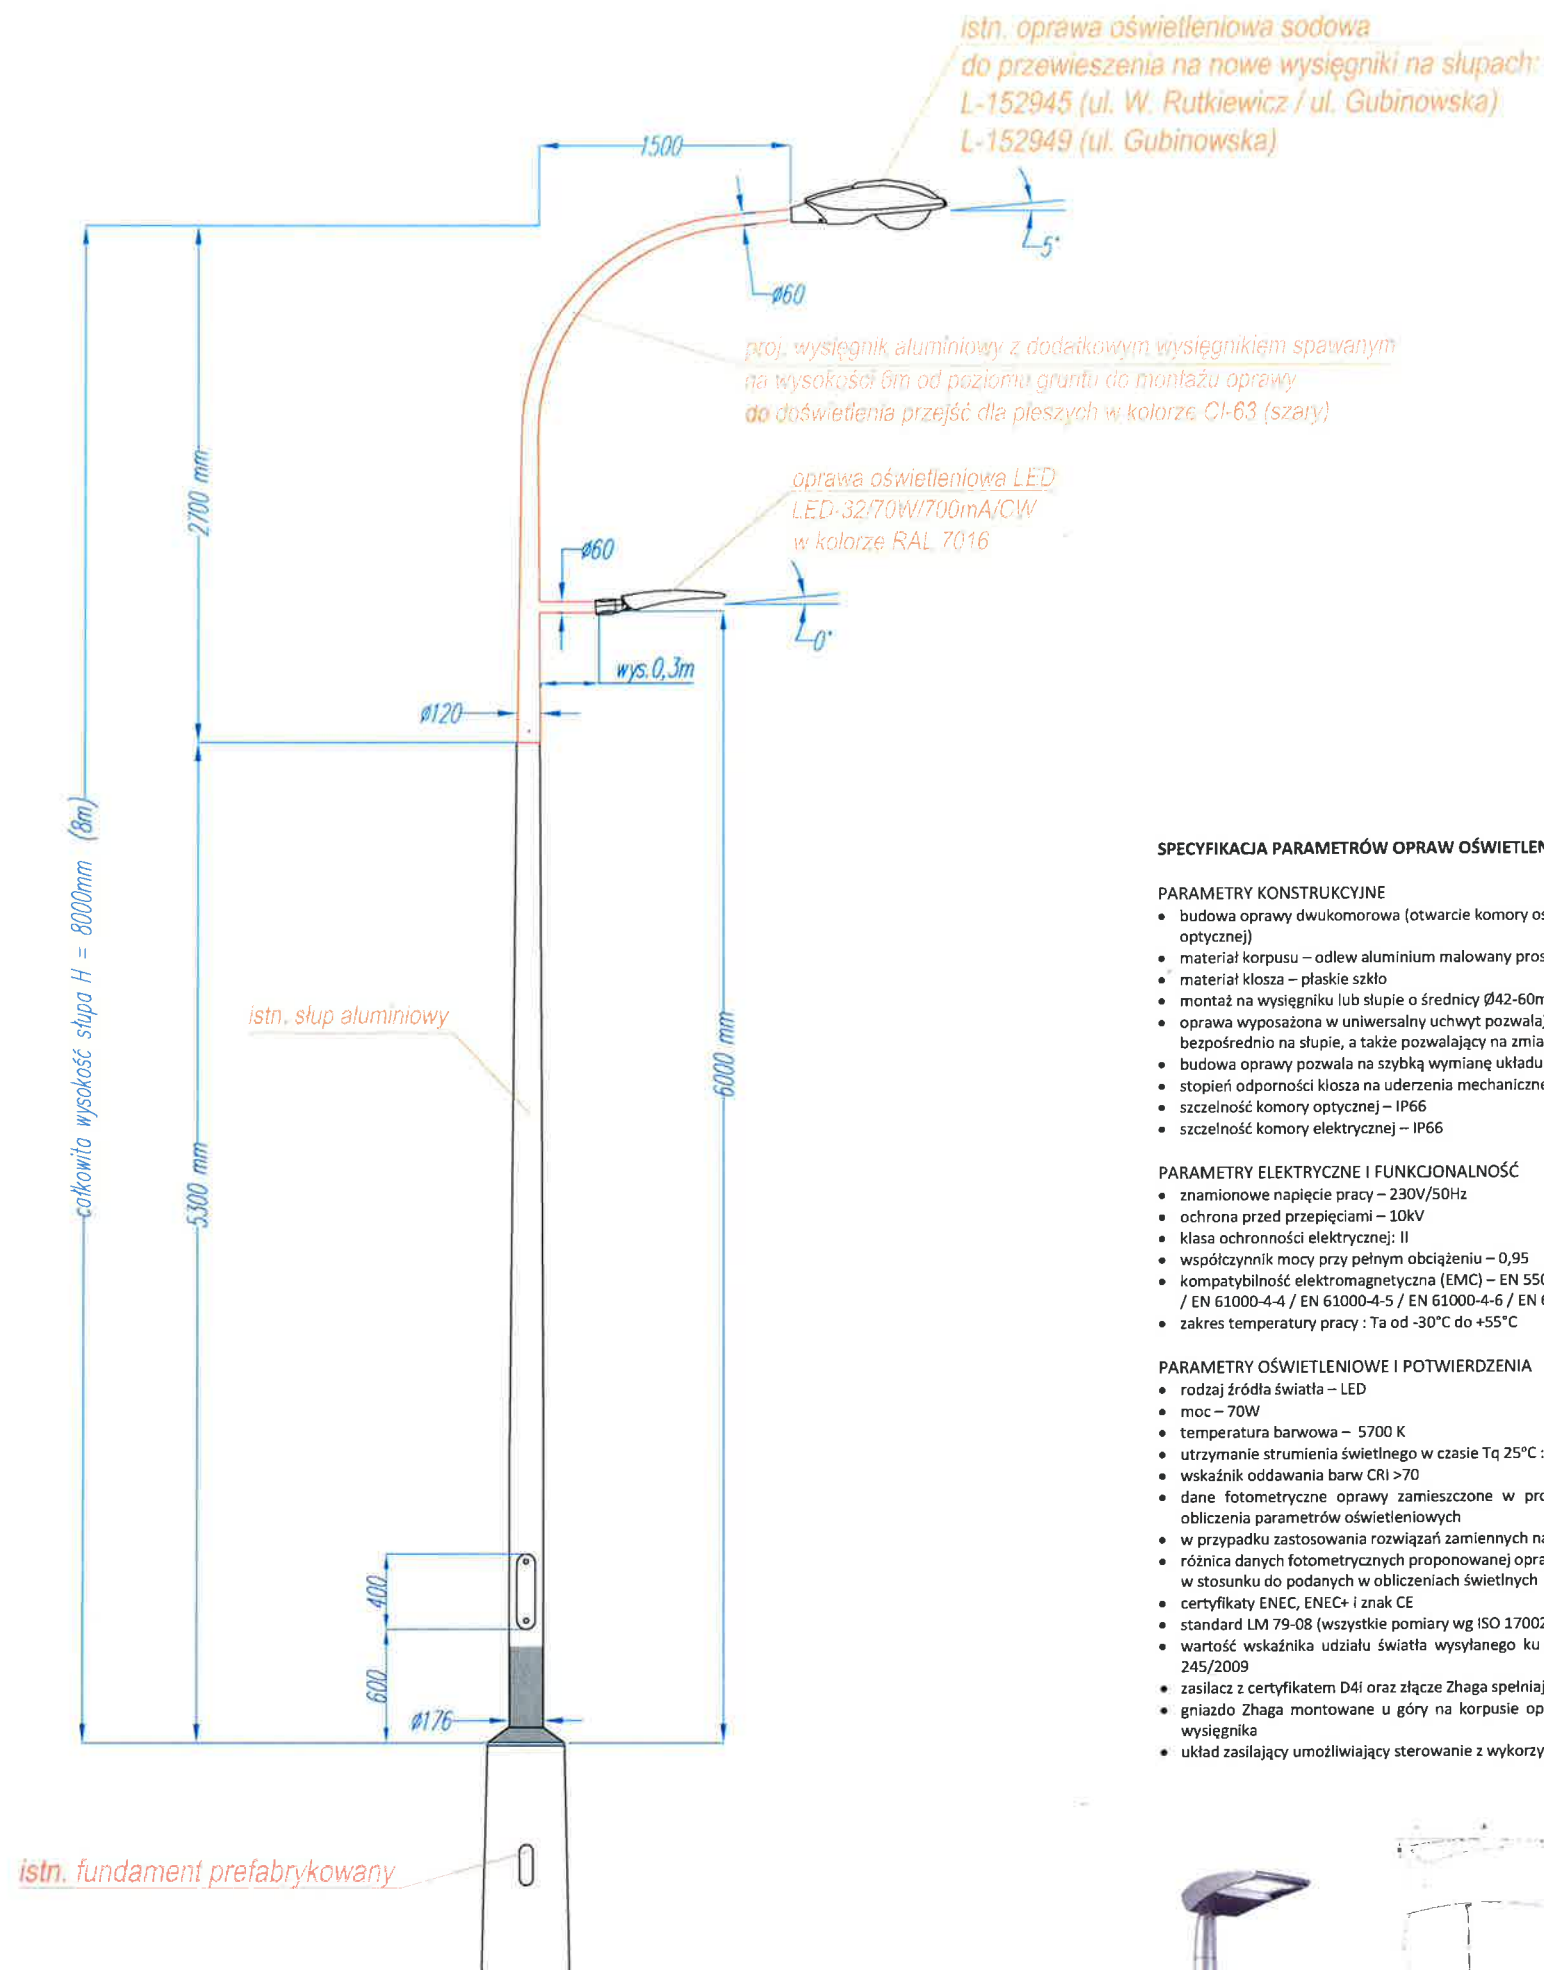 istn. oprawa oświetleniowa sodowa
do przewieszenia na nowe wysięgniki na słupach:
L-152945 (ul. W. Rutkiewicz / ul. Gubinowska)
L-152949 (ul. Gubinowska)
1500
5°
ø60
proj. wysięgnik aluminiowy z dodatkowym wysięgnikiem spawanym
na wysokości 6m od poziomu gruntu do montażu oprawy
do doświetlenia przejść dla pieszych w kolorze CI-63 (szary)
2700 mm
oprawa oświetleniowa LED
LED-32/70W/700mA/CW
w kolorze RAL 7016
ø60
0°
wys.0,3m
ø120
całkowita wysokość słupa H = 8000mm (8m)
istn. słup aluminiowy
5300 mm
6000 mm
400
600
ø176
istn. fundament prefabrykowany
SPECYFIKACJA PARAMETRÓW OPRAW OŚWIETLEN
PARAMETRY KONSTRUKCYJNE
• budowa oprawy dwukomorowa (otwarcie komory os
optycznej)
• materiał korpusu – odlew aluminium malowany pros
• materiał klosza – płaskie szkło
• montaż na wysięgniku lub słupie o średnicy Ø42-60m
• oprawa wyposażona w uniwersalny uchwyt pozwalaj
bezpośrednio na słupie, a także pozwalający na zmia
• budowa oprawy pozwala na szybką wymianę układu
• stopień odporności klosza na uderzenia mechaniczne
• szczelność komory optycznej – IP66
• szczelność komory elektrycznej – IP66
PARAMETRY ELEKTRYCZNE I FUNKCJONALNOŚĆ
• znamionowe napięcie pracy – 230V/50Hz
• ochrona przed przepięciami – 10kV
• klasa ochronności elektrycznej: II
• współczynnik mocy przy pełnym obciążeniu – 0,95
• kompatybilność elektromagnetyczna (EMC) – EN 550
/ EN 61000-4-4 / EN 61000-4-5 / EN 61000-4-6 / EN 6
• zakres temperatury pracy : Ta od -30°C do +55°C
PARAMETRY OŚWIETLENIOWE I POTWIERDZENIA
• rodzaj źródła światła – LED
• moc – 70W
• temperatura barwowa – 5700 K
• utrzymanie strumienia świetlnego w czasie Tq 25°C :
• wskaźnik oddawania barw CRI >70
• dane fotometryczne oprawy zamieszczone w pro
obliczenia parametrów oświetleniowych
• w przypadku zastosowania rozwiązań zamiennych na
• różnica danych fotometrycznych proponowanej opra
w stosunku do podanych w obliczeniach świetlnych
• certyfikaty ENEC, ENEC+ i znak CE
• standard LM 79-08 (wszystkie pomiary wg ISO 17002
• wartość wskaźnika udziału światła wysyłanego ku
245/2009
• zasilacz z certyfikatem D4i oraz złącze Zhaga spełniaj
• gniazdo Zhaga montowane u góry na korpusie op
wysięgnika
• układ zasilający umożliwiający sterowanie z wykorzy